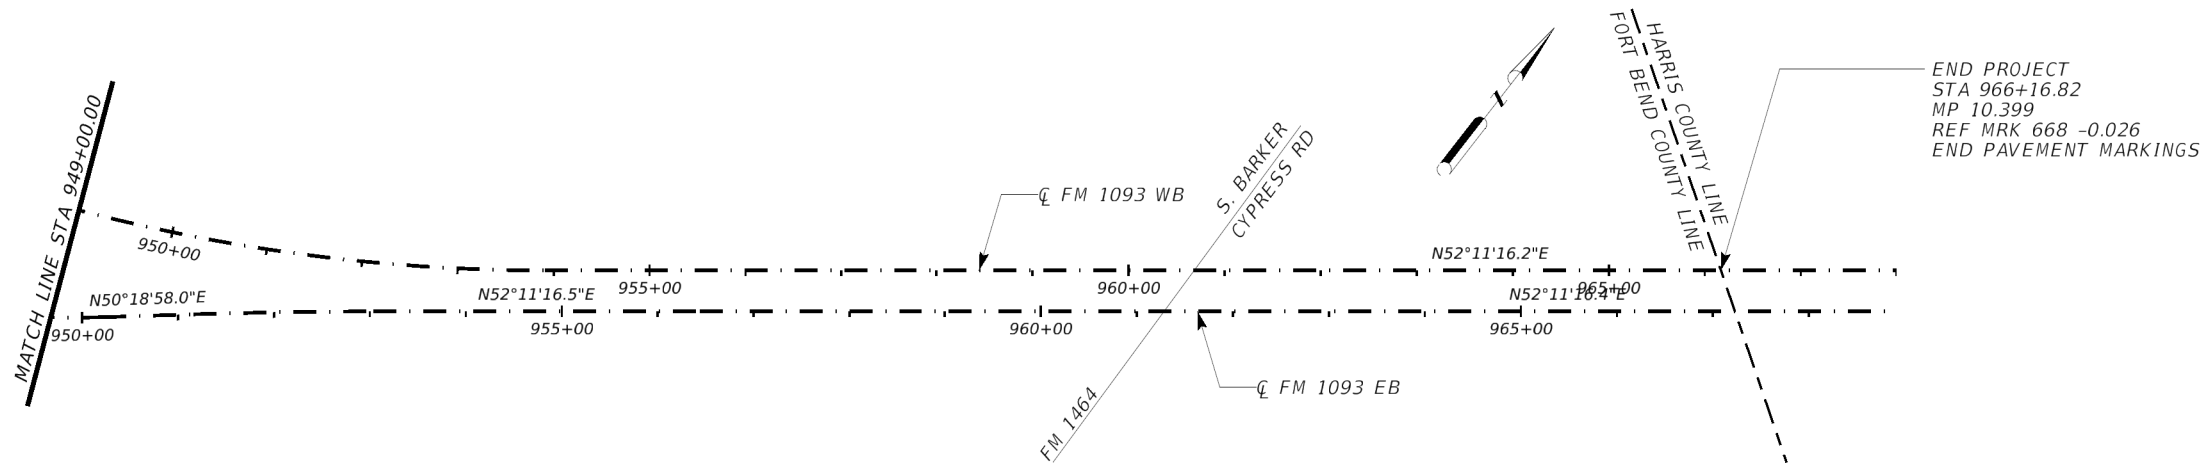 MATCH LINE STA 949+00.00
950+00
N50°18'58.0"E
950+00
N52°11'16.5"E
955+00
955+00
℄ FM 1093 WB
960+00
960+00
S. BARKER
CYPRESS RD
FM 1464
℄ FM 1093 EB
N52°11'16.2"E
965+00
N52°11'16.4"E
965+00
HARRIS COUNTY LINE
FORT BEND COUNTY LINE
END PROJECT
STA 966+16.82
MP 10.399
REF MRK 668 -0.026
END PAVEMENT MARKINGS